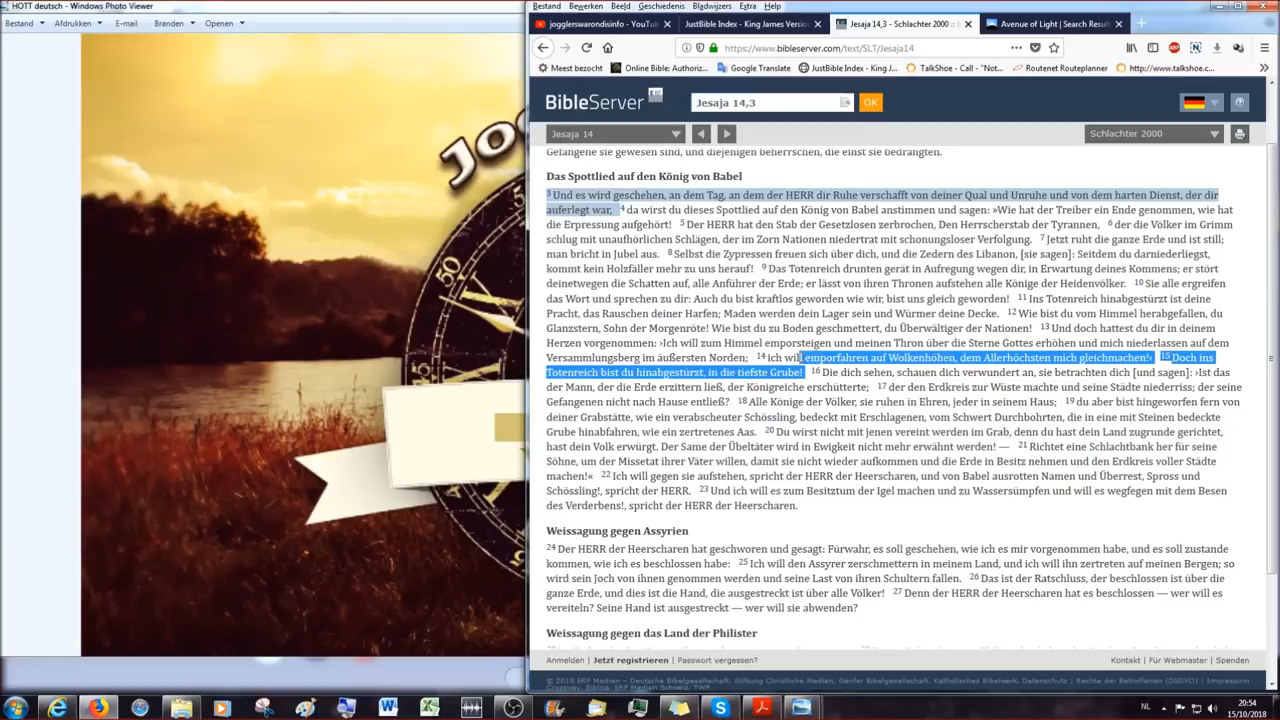 HOTT deutsch - Windows Photo Viewer
Bestand Afdrukken E-mail Branden Openen
Joo
50
Bestand Bewerken Beeld Geschiedenis Bladwijzers Extra Help
jogglerswarondisinfo - YouTu
JustBible Index - King James Versio
Jesaja 14,3 - Schlachter 2000 :: B
Avenue of Light | Search Resul
https://www.bibleserver.com/text/SLT/Jesaja14
Meest bezocht Online Bible: Authoriz... Google Translate JustBible Index - King J... TalkShoe - Call - "Not... Routenet Routeplanner http://www.talkshoe.c...
BibleServer
Jesaja 14,3 OK
Jesaja 14 Schlachter 2000
Gefangene sie gewesen sind, und diejenigen beherrschen, die einst sie bedrängten.
Das Spottlied auf den König von Babel
3 Und es wird geschehen, an dem Tag, an dem der HERR dir Ruhe verschafft von deiner Qual und Unruhe und von dem harten Dienst, der dir
auferlegt war, 4 da wirst du dieses Spottlied auf den König von Babel anstimmen und sagen: »Wie hat der Treiber ein Ende genommen, wie hat
die Erpressung aufgehört! 5 Der HERR hat den Stab der Gesetzlosen zerbrochen, Den Herrscherstab der Tyrannen, 6 der die Völker im Grimm
schlug mit unaufhörlichen Schlägen, der im Zorn Nationen niedertrat mit schonungsloser Verfolgung. 7 Jetzt ruht die ganze Erde und ist still;
man bricht in Jubel aus. 8 Selbst die Zypressen freuen sich über dich, und die Zedern des Libanon, [sie sagen]: Seitdem du darniederliegst,
kommt kein Holzfäller mehr zu uns herauf! 9 Das Totenreich drunten gerät in Aufregung wegen dir, in Erwartung deines Kommens; er stört
deinetwegen die Schatten auf, alle Anführer der Erde; er lässt von ihren Thronen aufstehen alle Könige der Heidenvölker. 10 Sie alle ergreifen
das Wort und sprechen zu dir: Auch du bist kraftlos geworden wie wir, bist uns gleich geworden! 11 Ins Totenreich hinabgestürzt ist deine
Pracht, das Rauschen deiner Harfen; Maden werden dein Lager sein und Würmer deine Decke. 12 Wie bist du vom Himmel herabgefallen, du
Glanzstern, Sohn der Morgenröte! Wie bist du zu Boden geschmettert, du Überwältiger der Nationen! 13 Und doch hattest du dir in deinem
Herzen vorgenommen: ›Ich will zum Himmel emporsteigen und meinen Thron über die Sterne Gottes erhöhen und mich niederlassen auf dem
Versammlungsberg im äußersten Norden; 14 ich will emporfahren auf Wolkenhöhen, dem Allerhöchsten mich gleichmachen!‹ 15 Doch ins
Totenreich bist du hinabgestürzt, in die tiefste Grube! 16 Die dich sehen, schauen dich verwundert an, sie betrachten dich [und sagen]: ›Ist das
der Mann, der die Erde erzittern ließ, der Königreiche erschütterte; 17 der den Erdkreis zur Wüste machte und seine Städte niederriss; der seine
Gefangenen nicht nach Hause entließ? 18 Alle Könige der Völker, sie ruhen in Ehren, jeder in seinem Haus; 19 du aber bist hingeworfen fern von
deiner Grabstätte, wie ein verabscheuter Schössling, bedeckt mit Erschlagenen, vom Schwert Durchbohrten, die in eine mit Steinen bedeckte
Grube hinabfahren, wie ein zertretenes Aas. 20 Du wirst nicht mit jenen vereint werden im Grab, denn du hast dein Land zugrunde gerichtet,
hast dein Volk erwürgt. Der Same der Übeltäter wird in Ewigkeit nicht mehr erwähnt werden! — 21 Richtet eine Schlachtbank her für seine
Söhne, um der Missetat ihrer Väter willen, damit sie nicht wieder aufkommen und die Erde in Besitz nehmen und den Erdkreis voller Städte
machen!« 22 Ich will gegen sie aufstehen, spricht der HERR der Heerscharen, und von Babel ausrotten Namen und Überrest, Spross und
Schössling!, spricht der HERR. 23 Und ich will es zum Besitztum der Igel machen und zu Wassersümpfen und will es wegfegen mit dem Besen
des Verderbens!, spricht der HERR der Heerscharen.
Weissagung gegen Assyrien
24 Der HERR der Heerscharen hat geschworen und gesagt: Fürwahr, es soll geschehen, wie ich es mir vorgenommen habe, und es soll zustande
kommen, wie ich es beschlossen habe: 25 Ich will den Assyrer zerschmettern in meinem Land, und ich will ihn zertreten auf meinen Bergen; so
wird sein Joch von ihnen genommen werden und seine Last von ihren Schultern fallen. 26 Das ist der Ratschluss, der beschlossen ist über die
ganze Erde, und dies ist die Hand, die ausgestreckt ist über alle Völker! 27 Denn der HERR der Heerscharen hat es beschlossen — wer will es
vereiteln? Seine Hand ist ausgestreckt — wer will sie abwenden?
Weissagung gegen das Land der Philister
Anmelden | Jetzt registrieren | Passwort vergessen? Kontakt | Für Webmaster | Spenden
© 2018 ERF Medien – Deutsche Bibelgesellschaft, Stiftung Christliche Medien, Genfer Bibelgesellschaft, Katholisches Bibelwerk, Datenschutz | Rechte der Betroffenen (DSGVO) | Impressum
Crossway, Biblica, ERF Medien Schweiz, TWR
NL 20:54
15/10/2018